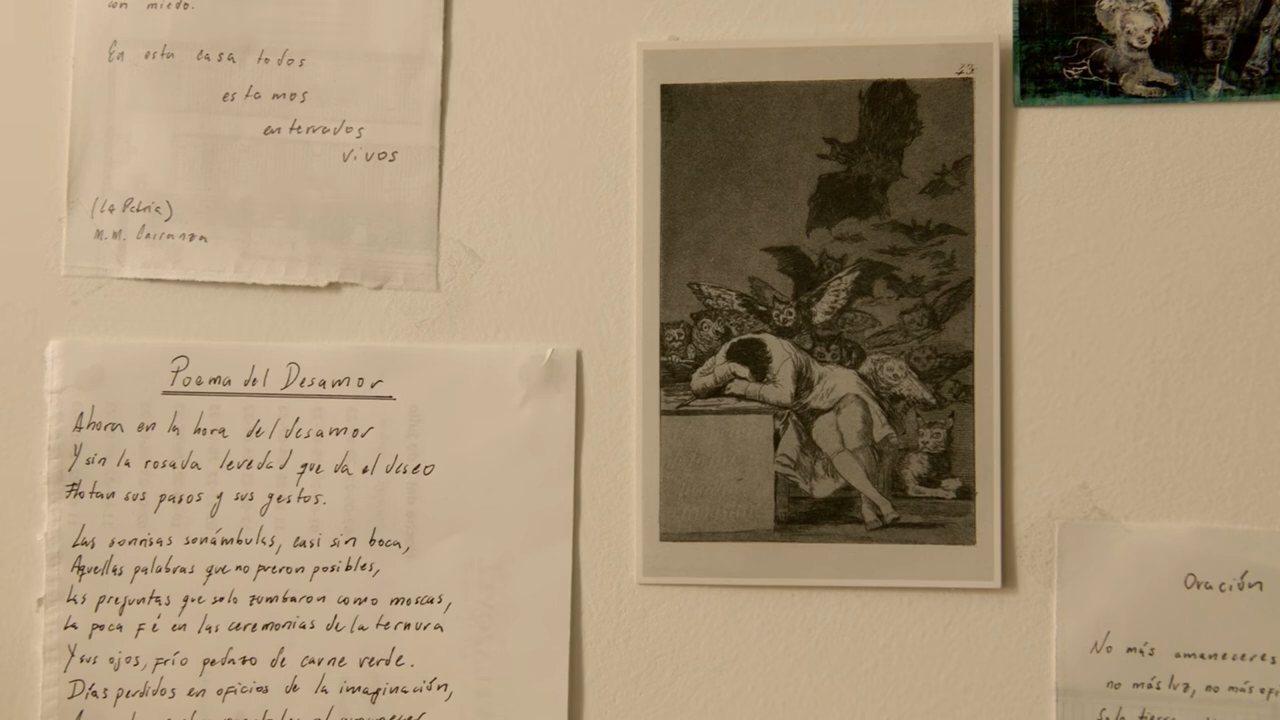 con miedo.
En esta casa todos
estamos
enterrados
vivos
(La Patria)
M.M. Carranza
Poema del Desamor
Ahora en la hora del desamor
Y sin la rosada levedad que da el deseo
Flotan sus pasos y sus gestos.
Las sonrisas sonámbulas, casi sin boca,
Aquellas palabras que no fueron posibles,
Las preguntas que solo zumbaron como moscas,
La poca fé en las ceremonias de la ternura
Y sus ojos, frío pedazo de carne verde.
Días perdidos en oficios de la imaginación,
43
Oración
No más amaneceres
no más luz, no más
Solo tierra